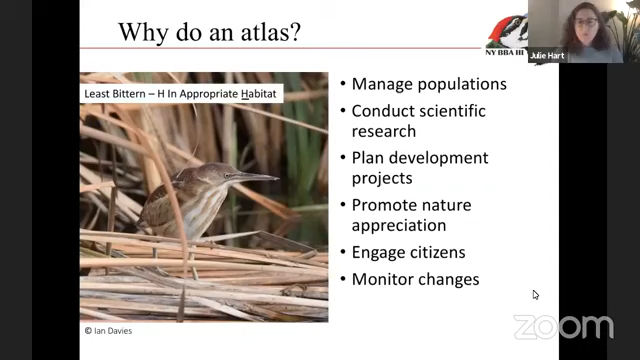 Why do an atlas?
NY BBA III
Julie Hart
Least Bittern – H In Appropriate Habitat
• Manage populations
• Conduct scientific
research
• Plan development
projects
• Promote nature
appreciation
• Engage citizens
• Monitor changes
© Ian Davies
zoom